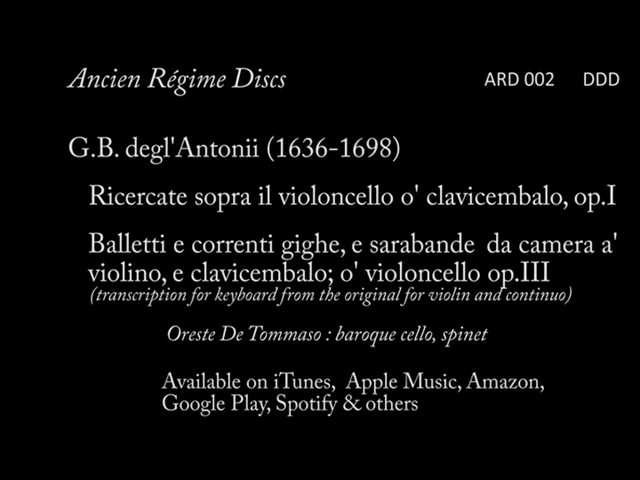 Ancien Régime Discs ARD 002 DDD
G.B. degl'Antonii (1636-1698)
Ricercate sopra il violoncello o' clavicembalo, op.I
Balletti e correnti gighe, e sarabande da camera a'
violino, e clavicembalo; o' violoncello op.III
(transcription for keyboard from the original for violin and continuo)
Oreste De Tommaso : baroque cello, spinet
Available on iTunes, Apple Music, Amazon,
Google Play, Spotify & others